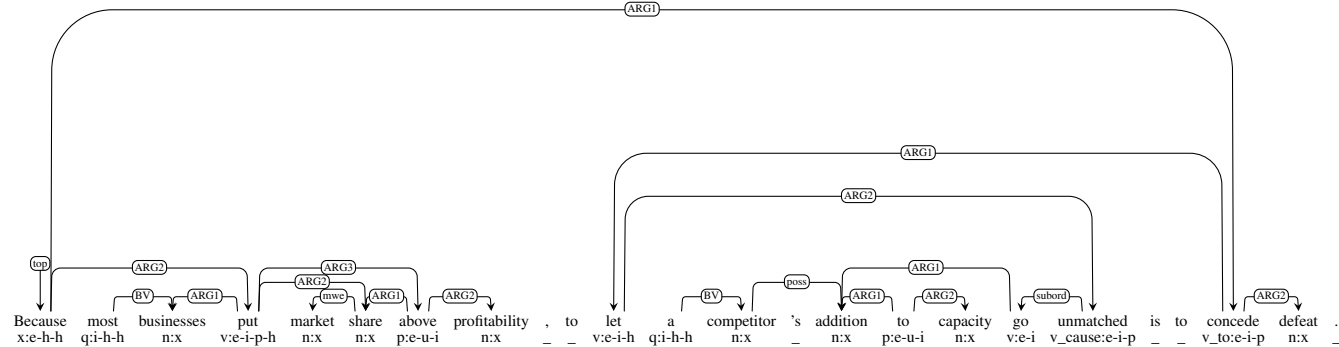 ARG1
ARG1
ARG2
top ARG2 ARG3 ARG1
ARG2 poss
BV ARG1 mwe ARG1 ARG2 BV ARG1 ARG2 subord ARG2
Because most businesses put market share above profitability , to let a competitor 's addition to capacity go unmatched is to concede defeat .
x:e-h-h q:i-h-h n:x v:e-i-p-h n:x n:x p:e-u-i n:x _ _ v:e-i-h q:i-h-h n:x _ n:x p:e-u-i n:x v:e-i v_cause:e-i-p _ _ v_to:e-i-p n:x _